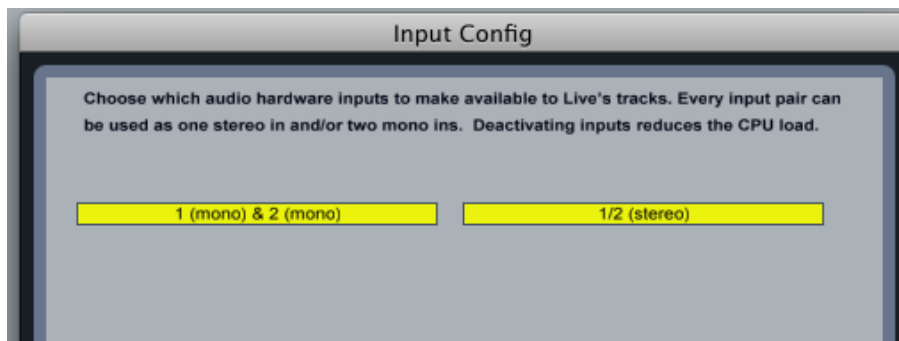 Input Config
Choose which audio hardware inputs to make available to Live's tracks. Every input pair can
be used as one stereo in and/or two mono ins.  Deactivating inputs reduces the CPU load.
1 (mono) & 2 (mono)
1/2 (stereo)